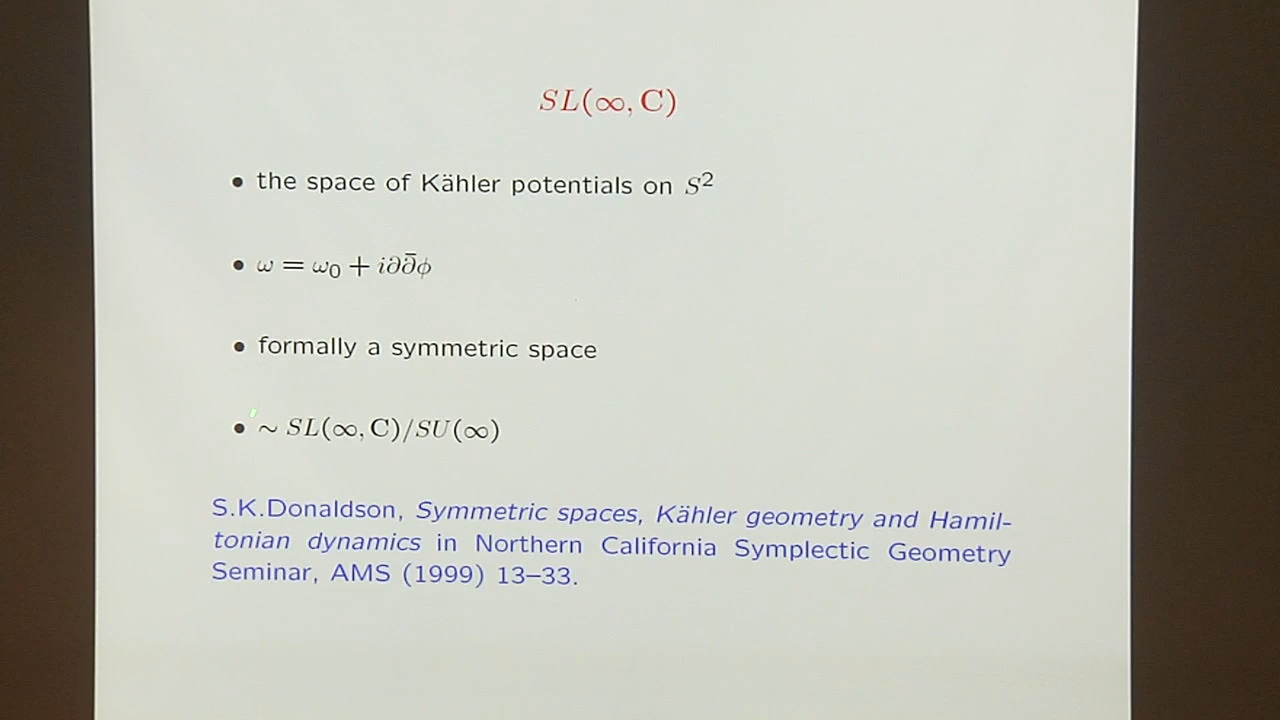 SL(∞, C)
• the space of Kähler potentials on S²
• ω = ω₀ + i∂∂̄ϕ
• formally a symmetric space
• ∼ SL(∞, C)/SU(∞)
S.K.Donaldson, Symmetric spaces, Kähler geometry and Hamil-
tonian dynamics in Northern California Symplectic Geometry
Seminar, AMS (1999) 13–33.